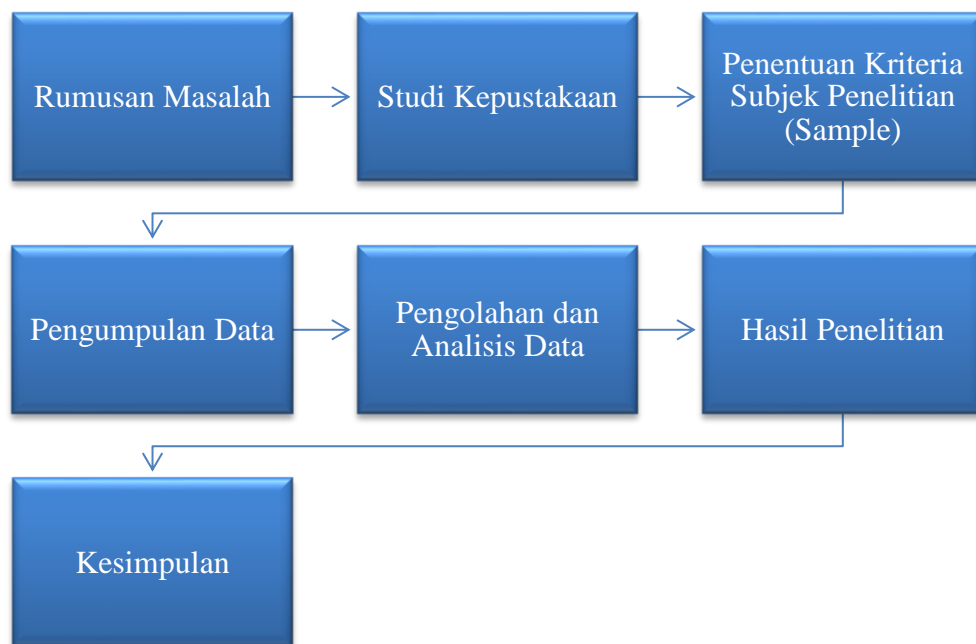 Rumusan Masalah
Studi Kepustakaan
Penentuan Kriteria
Subjek Penelitian
(Sample)
Pengumpulan Data
Pengolahan dan
Analisis Data
Hasil Penelitian
Kesimpulan